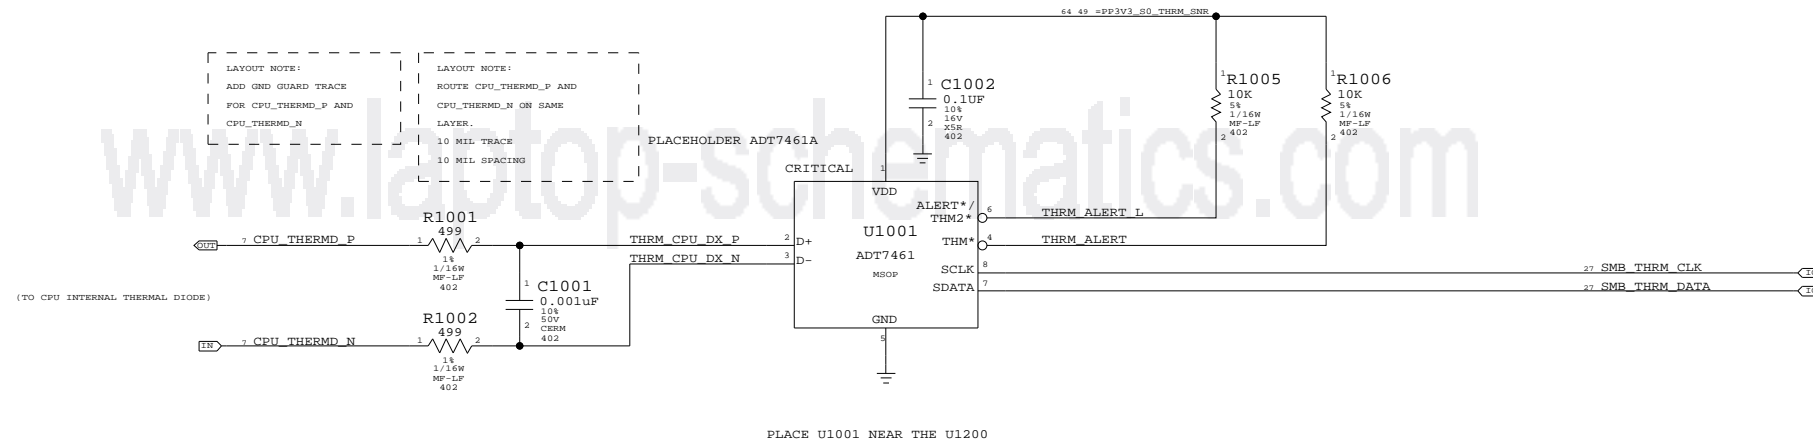 64 49 =PP3V3_S0_THRM_SNR
LAYOUT NOTE:
ADD GND GUARD TRACE
FOR CPU_THERMD_P AND
CPU_THERMD_N
LAYOUT NOTE:
ROUTE CPU_THERMD_P AND
CPU_THERMD_N ON SAME
LAYER.
10 MIL TRACE
10 MIL SPACING
www.laptop-schematics.com
PLACEHOLDER ADT7461A
CRITICAL
1
C1002
0.1UF
10%
16V
X5R
402
2
1
R1005
10K
5%
1/16W
MF-LF
402
2
1
R1006
10K
5%
1/16W
MF-LF
402
2
1
VDD
ALERT*/
THM2*
6
THRM_ALERT_L
U1001
THM*
4
THRM_ALERT
ADT7461
MSOP
SCLK
8
27 SMB_THRM_CLK
SDATA
7
27 SMB_THRM_DATA
GND
5
D+
2
D-
3
THRM_CPU_DX_P
THRM_CPU_DX_N
OUT
7 CPU_THERMD_P
R1001
499
1 2
1%
1/16W
MF-LF
402
1
C1001
0.001uF
10%
50V
CERM
402
2
(TO CPU INTERNAL THERMAL DIODE)
IN
7 CPU_THERMD_N
R1002
499
1 2
1%
1/16W
MF-LF
402
PLACE U1001 NEAR THE U1200